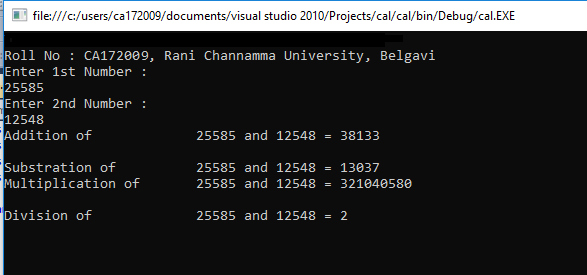 file:///c:/users/ca172009/documents/visual studio 2010/Projects/cal/cal/bin/Debug/cal.EXE
Roll No : CA172009, Rani Channamma University, Belgavi
Enter 1st Number :
25585
Enter 2nd Number :
12548
Addition of 25585 and 12548 = 38133
Substration of 25585 and 12548 = 13037
Multiplication of 25585 and 12548 = 321040580
Division of 25585 and 12548 = 2